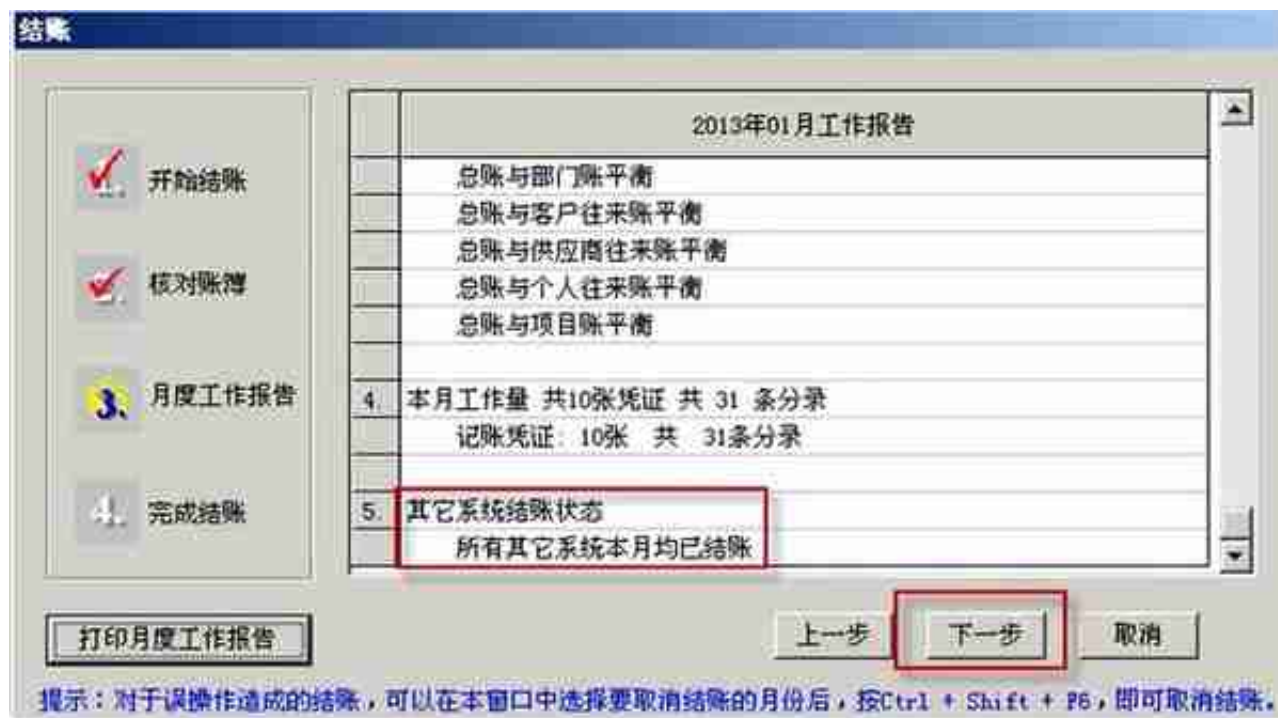 结账
2013年01月工作报告
总账与部门账平衡
总账与客户往来账平衡
总账与供应商往来账平衡
总账与个人往来账平衡
总账与项目账平衡
4. 本月工作量 共10张凭证 共 31 条分录
记账凭证: 10张 共 31条分录
5. 其它系统结账状态
所有其它系统本月均已结账
开始结账
核对账簿
3. 月度工作报告
4. 完成结账
打印月度工作报告
上一步 下一步 取消
提示：对于误操作造成的结账，可以在本窗口中选择要取消结账的月份后，按Ctrl + Shift + F6，即可取消结账。